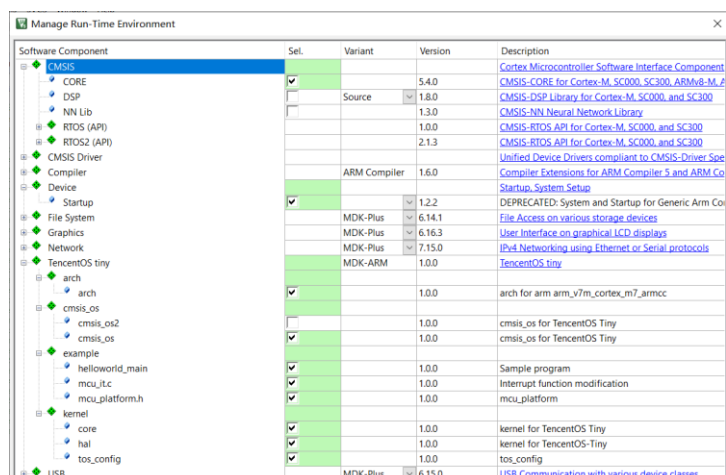 Manage Run-Time Environment
Software Component Sel. Variant Version Description
CMSIS Cortex Microcontroller Software Interface Component
CORE 5.4.0 CMSIS-CORE for Cortex-M, SC000, SC300, ARMv8-M, A
DSP Source 1.8.0 CMSIS-DSP Library for Cortex-M, SC000, and SC300
NN Lib 1.3.0 CMSIS-NN Neural Network Library
RTOS (API) 1.0.0 CMSIS-RTOS API for Cortex-M, SC000, and SC300
RTOS2 (API) 2.1.3 CMSIS-RTOS API for Cortex-M, SC000, and SC300
CMSIS Driver Unified Device Drivers compliant to CMSIS-Driver Spe
Compiler ARM Compiler 1.6.0 Compiler Extensions for ARM Compiler 5 and ARM Co
Device Startup, System Setup
Startup 1.2.2 DEPRECATED: System and Startup for Generic Arm Co
File System MDK-Plus 6.14.1 File Access on various storage devices
Graphics MDK-Plus 6.16.3 User Interface on graphical LCD displays
Network MDK-Plus 7.15.0 IPv4 Networking using Ethernet or Serial protocols
TencentOS tiny MDK-ARM 1.0.0 TencentOS tiny
arch
arch 1.0.0 arch for arm arm_v7m_cortex_m7_armcc
cmsis_os
cmsis_os2 1.0.0 cmsis_os for TencentOS Tiny
cmsis_os 1.0.0 cmsis_os for TencentOS Tiny
example
helloworld_main 1.0.0 Sample program
mcu_it.c 1.0.0 Interrupt function modification
mcu_platform.h 1.0.0 mcu_platform
kernel
core 1.0.0 kernel for TencentOS Tiny
hal 1.0.0 kernel for TencentOS-Tiny
tos_config 1.0.0 tos_config
USB MDK-Plus 6.15.0 USB Communication with various device classes